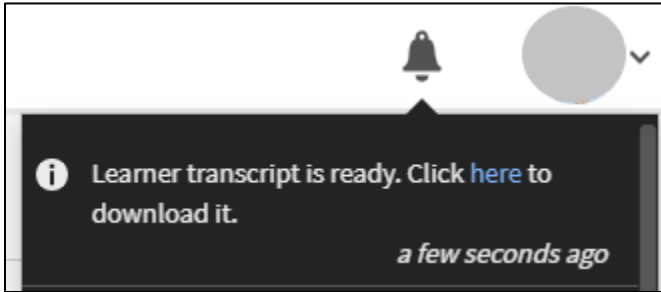 Learner transcript is ready. Click here to
download it.
a few seconds ago